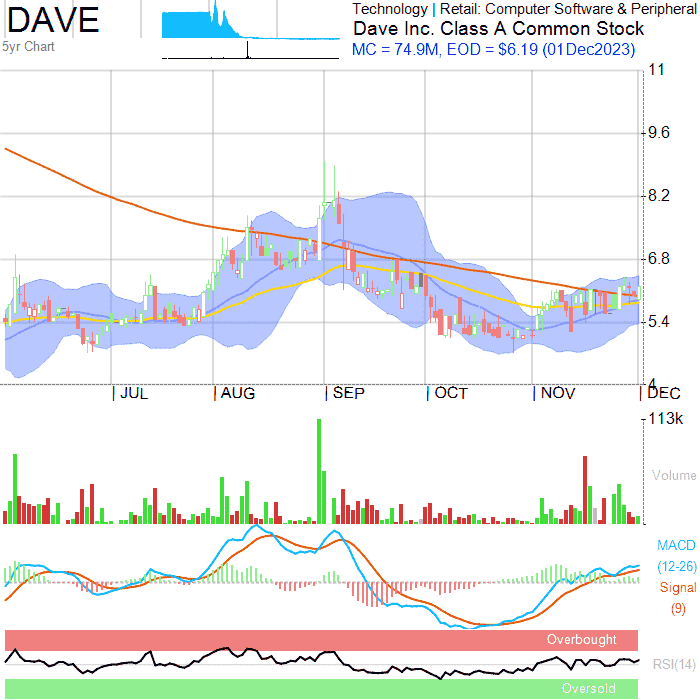 DAVE
5yr Chart
Technology | Retail: Computer Software & Peripheral
Dave Inc. Class A Common Stock
MC = 74.9M, EOD = $6.19 (01Dec2023)
11
9.6
8.2
6.8
5.4
4
JUL AUG SEP OCT NOV DEC
113k
Volume
MACD
(12-26)
Signal
(9)
Overbought
RSI(14)
Oversold